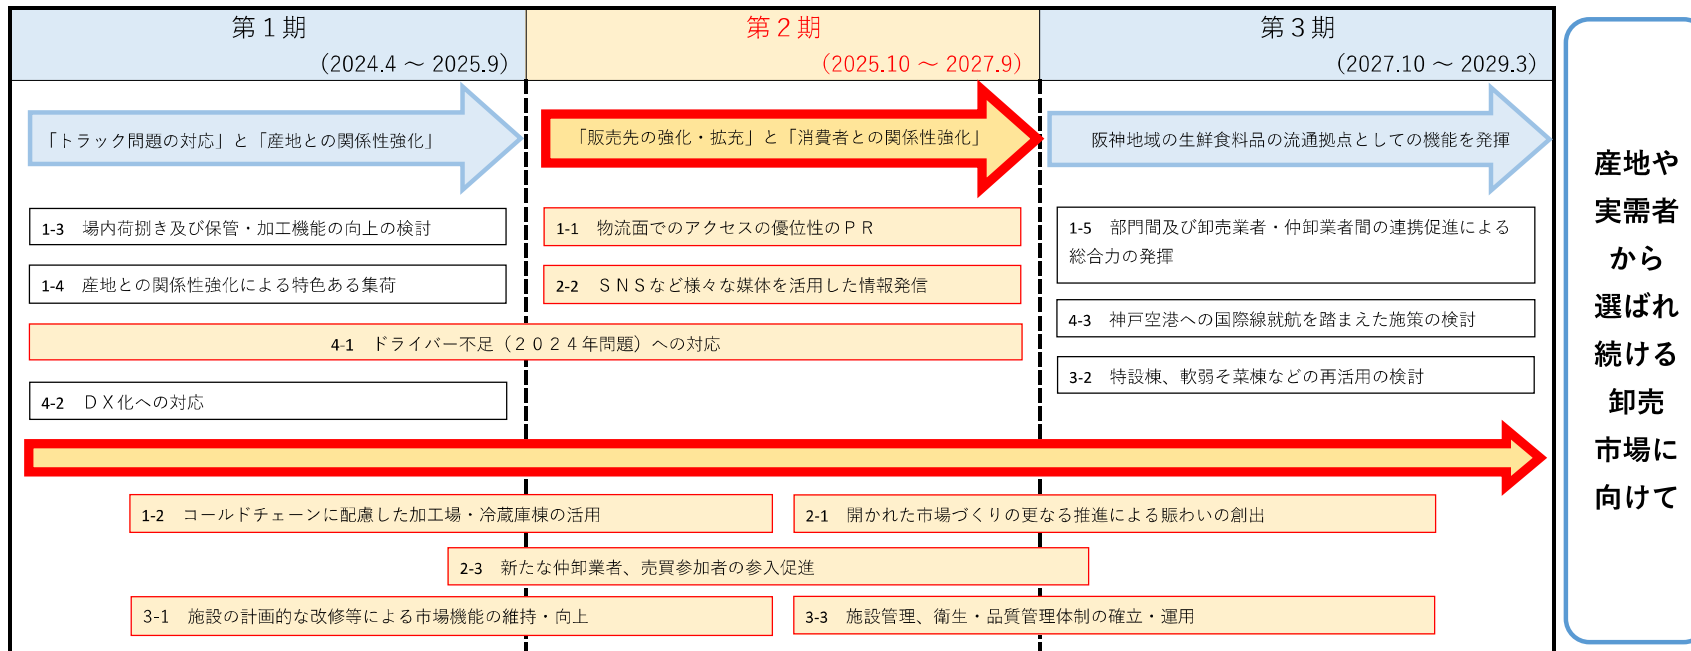 第１期
（2024.4 ～ 2025.9）
第２期
（2025.10 ～ 2027.9）
第３期
（2027.10 ～ 2029.3）
「トラック問題の対応」と「産地との関係性強化」
「販売先の強化・拡充」と「消費者との関係性強化」
阪神地域の生鮮食料品の流通拠点としての機能を発揮
1-3 場内荷捌き及び保管・加工機能の向上の検討
1-4 産地との関係性強化による特色ある集荷
1-1 物流面でのアクセスの優位性のＰＲ
2-2 ＳＮＳなど様々な媒体を活用した情報発信
4-1 ドライバー不足（２０２４年問題）への対応
4-2 ＤＸ化への対応
1-5 部門間及び卸売業者・仲卸業者間の連携促進による
総合力の発揮
4-3 神戸空港への国際線就航を踏まえた施策の検討
3-2 特設棟、軟弱そ菜棟などの再活用の検討
1-2 コールドチェーンに配慮した加工場・冷蔵庫棟の活用
2-1 開かれた市場づくりの更なる推進による賑わいの創出
2-3 新たな仲卸業者、売買参加者の参入促進
3-1 施設の計画的な改修等による市場機能の維持・向上
3-3 施設管理、衛生・品質管理体制の確立・運用
産地や
実需者
から
選ばれ
続ける
卸売
市場に
向けて